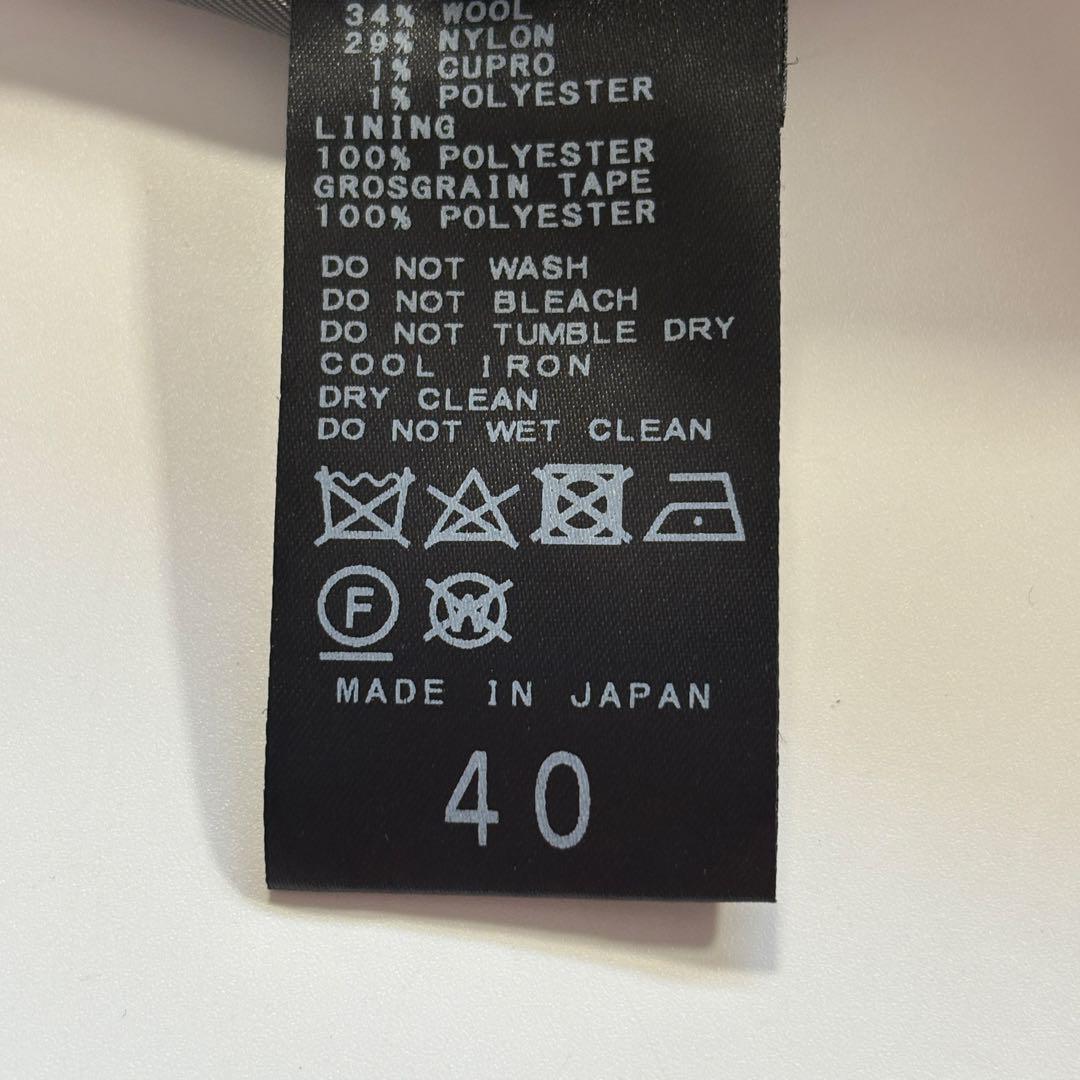 34% WOOL
29% NYLON
1% CUPRO
1% POLYESTER
LINING
100% POLYESTER
GROSGRAIN TAPE
100% POLYESTER
DO NOT WASH
DO NOT BLEACH
DO NOT TUMBLE DRY
COOL IRON
DRY CLEAN
DO NOT WET CLEAN
F W
MADE IN JAPAN
40